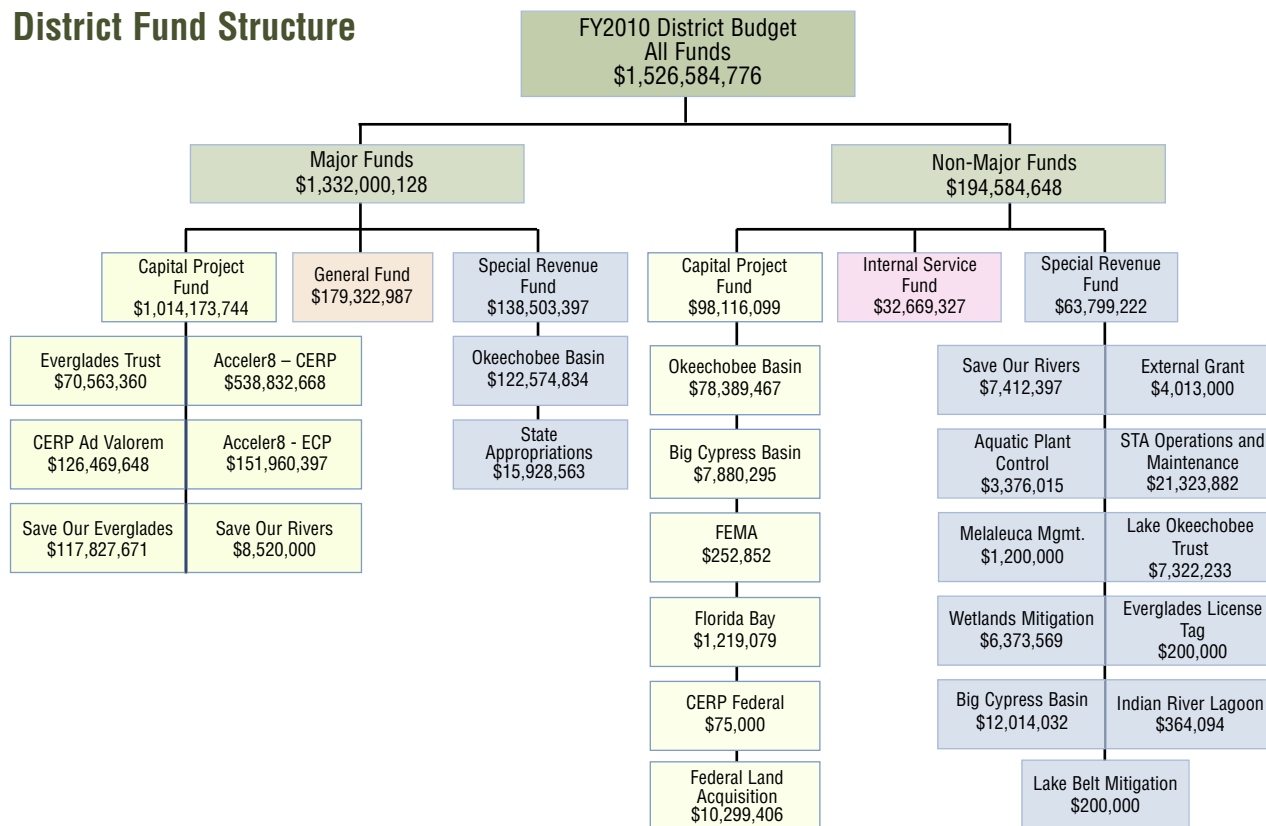 District Fund Structure
FY2010 District Budget
All Funds
$1,526,584,776
Major Funds
$1,332,000,128
Non-Major Funds
$194,584,648
Capital Project
Fund
$1,014,173,744
General Fund
$179,322,987
Special Revenue
Fund
$138,503,397
Capital Project
Fund
$98,116,099
Internal Service
Fund
$32,669,327
Special Revenue
Fund
$63,799,222
Everglades Trust
$70,563,360
Acceler8 – CERP
$538,832,668
CERP Ad Valorem
$126,469,648
Acceler8 - ECP
$151,960,397
Save Our Everglades
$117,827,671
Save Our Rivers
$8,520,000
Okeechobee Basin
$122,574,834
State
Appropriations
$15,928,563
Okeechobee Basin
$78,389,467
Big Cypress Basin
$7,880,295
FEMA
$252,852
Florida Bay
$1,219,079
CERP Federal
$75,000
Federal Land
Acquisition
$10,299,406
Save Our Rivers
$7,412,397
External Grant
$4,013,000
Aquatic Plant
Control
$3,376,015
STA Operations and
Maintenance
$21,323,882
Melaleuca Mgmt.
$1,200,000
Lake Okeechobee
Trust
$7,322,233
Wetlands Mitigation
$6,373,569
Everglades License
Tag
$200,000
Big Cypress Basin
$12,014,032
Indian River Lagoon
$364,094
Lake Belt Mitigation
$200,000